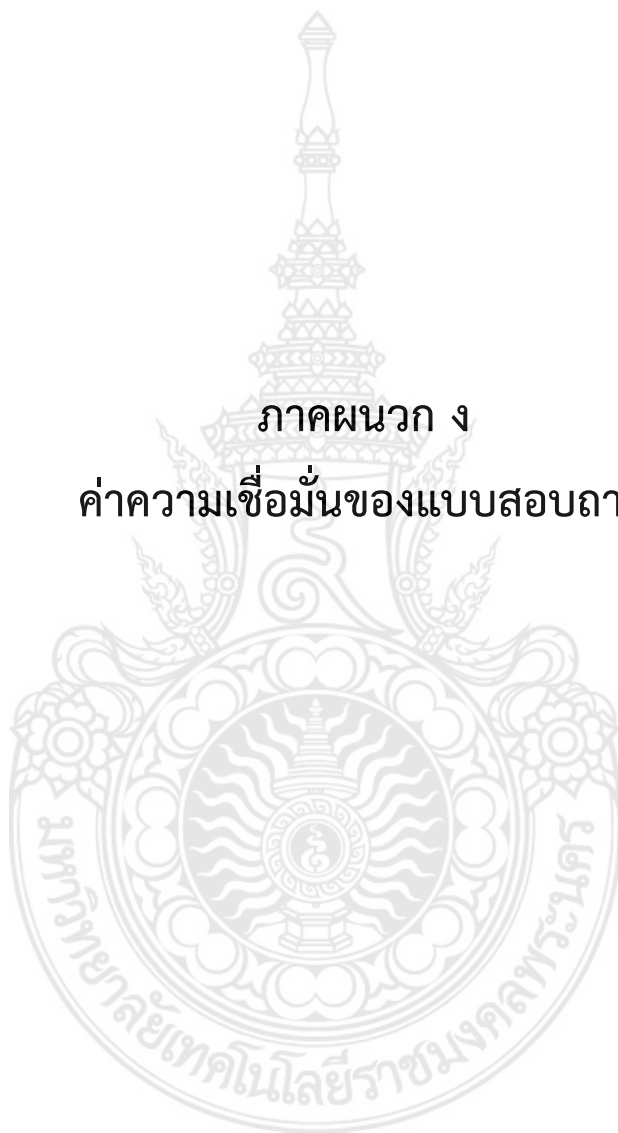 ภาคผนวก ง
ค่าความเชื่อมั่นของแบบสอบถา
มหาวิทยาลัยเทคโนโลยีราชมงคลพระนคร